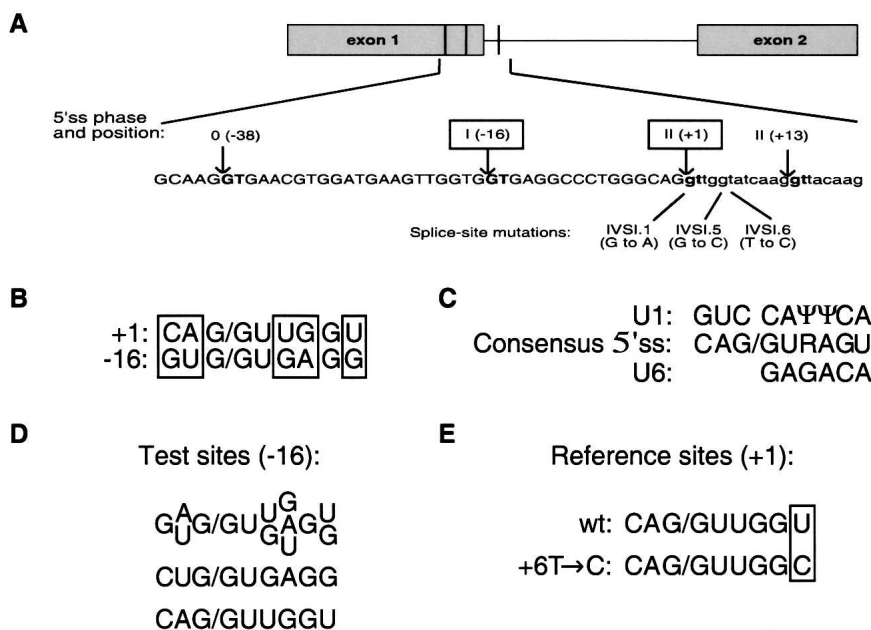 A
exon 1
exon 2
5'ss phase
and position:
0 (-38)
I (-16)
II (+1)
II (+13)
GCAAGGTGAACGTGGATGAAGTTGGTGGTGAGGCCCTGGGCAGgttggtatcaaggttacaag
Splice-site mutations:
IVSI.1
(G to A)
IVSI.5
(G to C)
IVSI.6
(T to C)
B
+1: CAG/GUUGGU
-16: GUG/GUGAGG
C
U1: GUC CAΨΨCA
Consensus 5'ss: CAG/GURAGU
U6: GAGACA
D
Test sites (-16):
A U G U
G G/GU A G
U G U G
CUG/GUGAGG
CAG/GUUGGU
E
Reference sites (+1):
wt: CAG/GUUGGU
+6T→C: CAG/GUUGGC